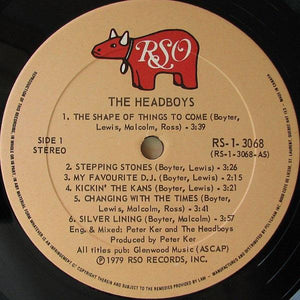 RSO
THE HEADBOYS
1. THE SHAPE OF THINGS TO COME (Boyter,
Lewis, Malcolm, Ross) - 3:39
SIDE 1
STEREO
RS-1-3068
(RS-1-3068-AS)
2. STEPPING STONES (Boyter, Lewis) - 3:26
3. MY FAVOURITE D.J. (Boyter, Lewis) - 2:15
4. KICKIN' THE KANS (Boyter, Lewis) - 3:21
5. CHANGING WITH THE TIMES (Boyter,
Lewis, Malcolm, Ross) - 3:41
6. SILVER LINING (Boyter, Malcolm) - 3:57
Eng. & Mixed: Peter Ker and The Headboys
Produced by Peter Ker
All titles pub: Glenwood Music (ASCAP)
℗1979 RSO RECORDS, INC.